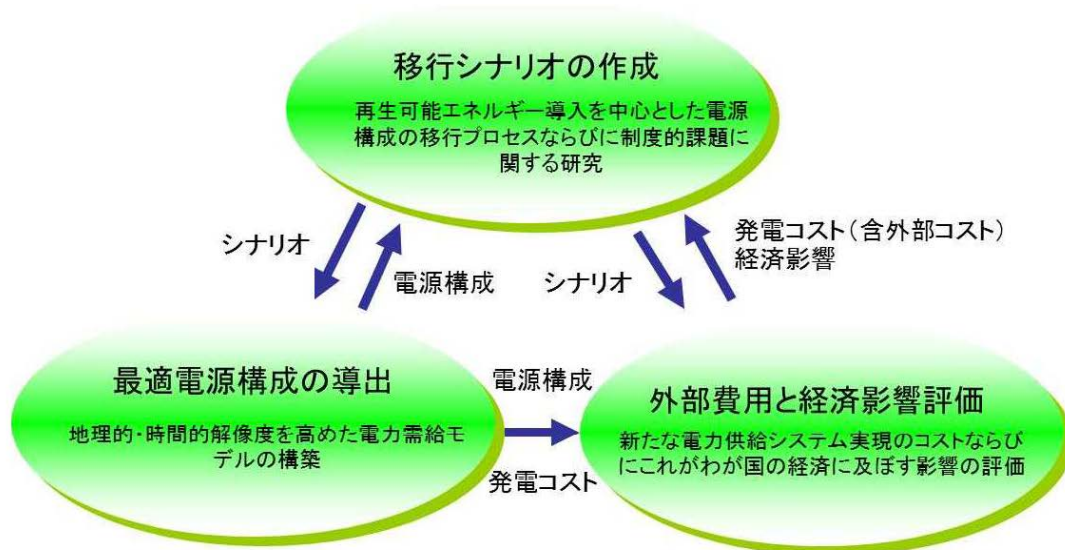 移行シナリオの作成
再生可能エネルギー導入を中心とした電源
構成の移行プロセスならびに制度的課題に
関する研究
シナリオ
電源構成
シナリオ
発電コスト(含外部コスト)
経済影響
最適電源構成の導出
地理的・時間的解像度を高めた電力需給モ
デルの構築
電源構成
発電コスト
外部費用と経済影響評価
新たな電力供給システム実現のコストならび
にこれがわが国の経済に及ぼす影響の評価